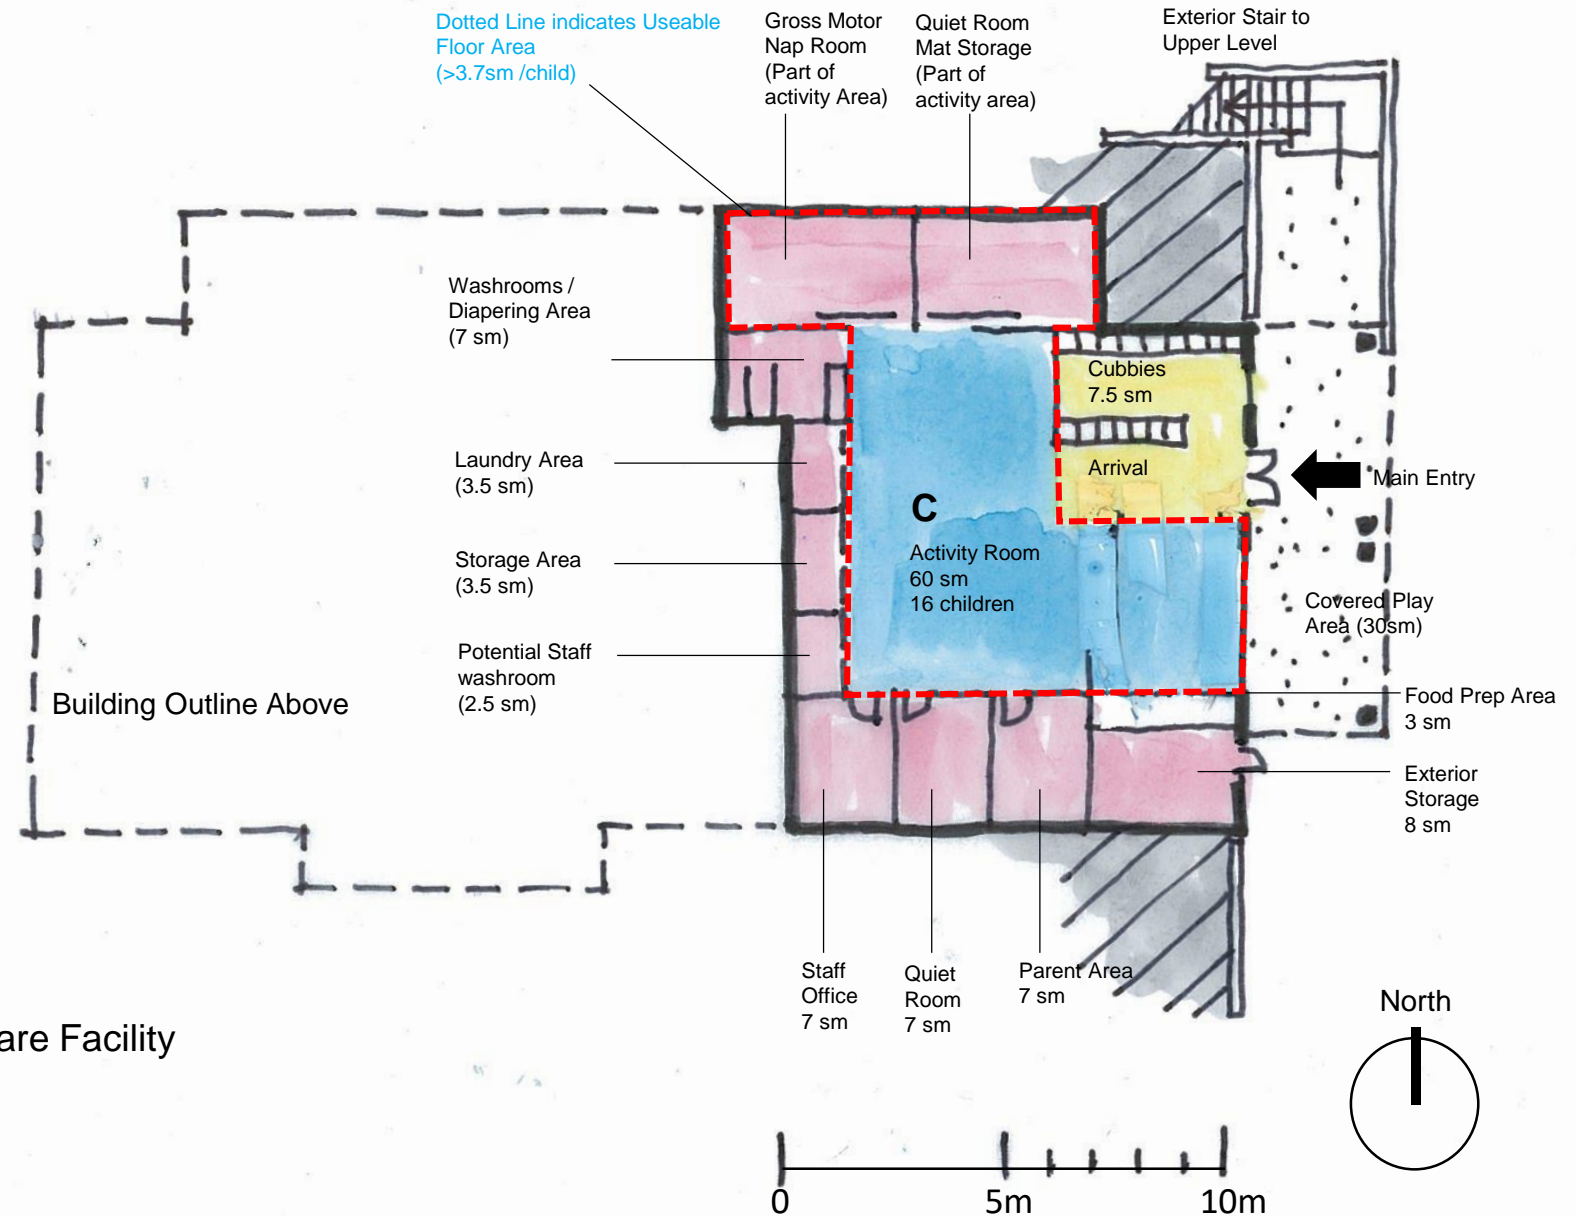 Dotted Line indicates Useable
Floor Area
(>3.7sm /child)
Gross Motor
Nap Room
(Part of
activity Area)
Quiet Room
Mat Storage
(Part of
activity area)
Exterior Stair to
Upper Level
Washrooms /
Diapering Area
(7 sm)
Cubbies
7.5 sm
Laundry Area
(3.5 sm)
Arrival
Main Entry
C
Activity Room
60 sm
16 children
Storage Area
(3.5 sm)
Covered Play
Area (30sm)
Potential Staff
washroom
(2.5 sm)
Building Outline Above
Food Prep Area
3 sm
Exterior
Storage
8 sm
Staff
Office
7 sm
Quiet
Room
7 sm
Parent Area
7 sm
North
are Facility
0
5m
10m